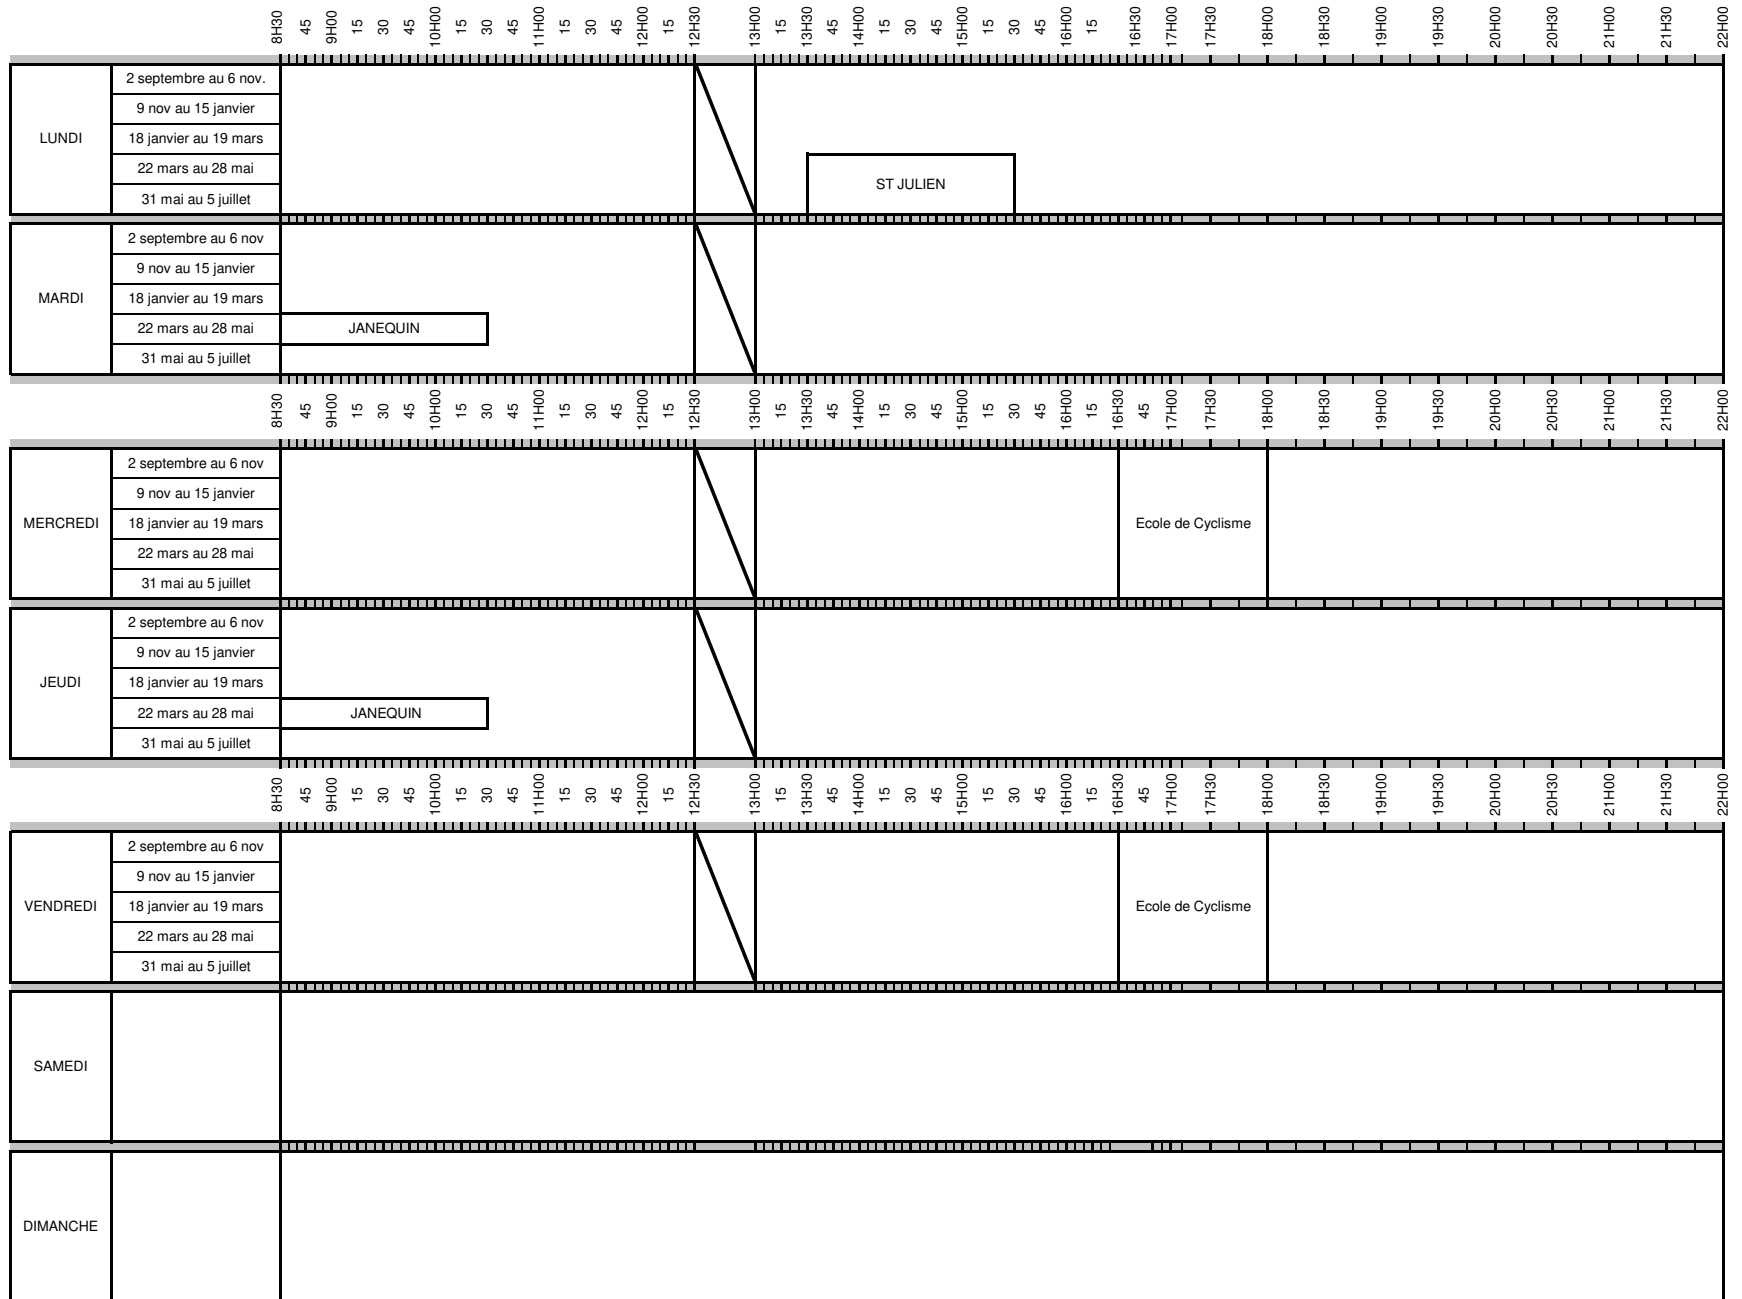 8H30 45 9H00 15 30 45 10H00 15 30 45 11H00 15 30 45 12H00 15 12H30 13H00 15 13H30 45 14H00 15 30 45 15H00 15 30 45 16H00 15 16H30 17H00 17H30 18H00 18H30 19H00 19H30 20H00 20H30 21H00 21H30 22H00
LUNDI
2 septembre au 6 nov.
9 nov au 15 janvier
18 janvier au 19 mars
22 mars au 28 mai
31 mai au 5 juillet
ST JULIEN
MARDI
2 septembre au 6 nov
9 nov au 15 janvier
18 janvier au 19 mars
22 mars au 28 mai
31 mai au 5 juillet
JANEQUIN
8H30 45 9H00 15 30 45 10H00 15 30 45 11H00 15 30 45 12H00 15 12H30 13H00 15 13H30 45 14H00 15 30 45 15H00 15 30 45 16H00 15 16H30 45 17H00 17H30 18H00 18H30 19H00 19H30 20H00 20H30 21H00 21H30 22H00
MERCREDI
2 septembre au 6 nov
9 nov au 15 janvier
18 janvier au 19 mars
22 mars au 28 mai
31 mai au 5 juillet
Ecole de Cyclisme
JEUDI
2 septembre au 6 nov
9 nov au 15 janvier
18 janvier au 19 mars
22 mars au 28 mai
31 mai au 5 juillet
JANEQUIN
8H30 45 9H00 15 30 45 10H00 15 30 45 11H00 15 30 45 12H00 15 12H30 13H00 15 13H30 45 14H00 15 30 45 15H00 15 30 45 16H00 15 16H30 45 17H00 17H30 18H00 18H30 19H00 19H30 20H00 20H30 21H00 21H30 22H00
VENDREDI
2 septembre au 6 nov
9 nov au 15 janvier
18 janvier au 19 mars
22 mars au 28 mai
31 mai au 5 juillet
Ecole de Cyclisme
SAMEDI
DIMANCHE